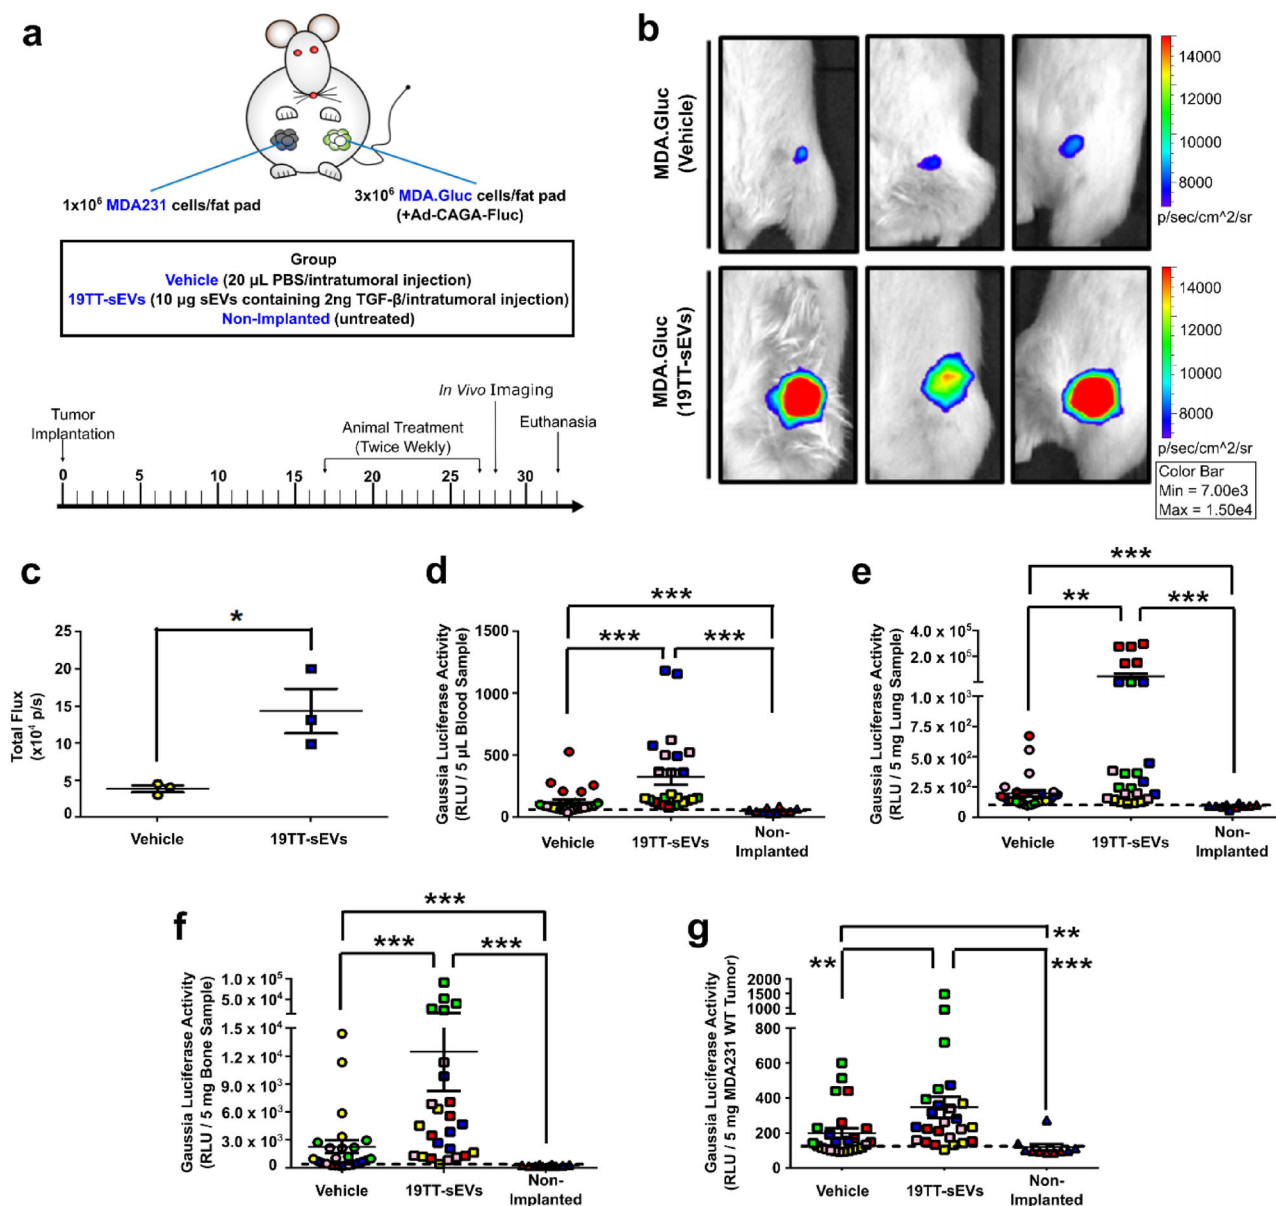 a
1x10⁶ MDA231 cells/fat pad
3x10⁶ MDA.Gluc cells/fat pad
(+Ad-CAGA-Fluc)
Group
Vehicle (20 µL PBS/intratumoral injection)
19TT-sEVs (10 µg sEVs containing 2ng TGF-β/intratumoral injection)
Non-Implanted (untreated)
In Vivo Imaging
Tumor
Implantation
Animal Treatment
(Twice Wekly)
Euthanasia
0 5 10 15 20 25 30
b
MDA.Gluc
(Vehicle)
14000
12000
10000
8000
p/sec/cm^2/sr
MDA.Gluc
(19TT-sEVs)
14000
12000
10000
8000
p/sec/cm^2/sr
Color Bar
Min = 7.00e3
Max = 1.50e4
c
*
Total Flux
(x10⁴ p/s)
25
20
15
10
5
0
Vehicle 19TT-sEVs
d
***
*** ***
Gaussia Luciferase Activity
(RLU / 5 µL Blood Sample)
1500
1000
500
0
Vehicle 19TT-sEVs Non-
Implanted
e
***
** ***
Gaussia Luciferase Activity
(RLU / 5 mg Lung Sample)
4.0 x 10⁵
2.0 x 10⁵
1.0 x 10³
7.5 x 10²
5.0 x 10²
2.5 x 10²
0
Vehicle 19TT-sEVs Non-
Implanted
f
***
*** ***
Gaussia Luciferase Activity
(RLU / 5 mg Bone Sample)
1.0 x 10⁵
5.0 x 10⁴
1.5 x 10⁴
1.2 x 10⁴
9.0 x 10³
6.0 x 10³
3.0 x 10³
0
Vehicle 19TT-sEVs Non-
Implanted
g
**
** ***
Gaussia Luciferase Activity
(RLU / 5 mg MDA231 WT Tumor)
2000
1500
1000
800
600
400
200
0
Vehicle 19TT-sEVs Non-
Implanted